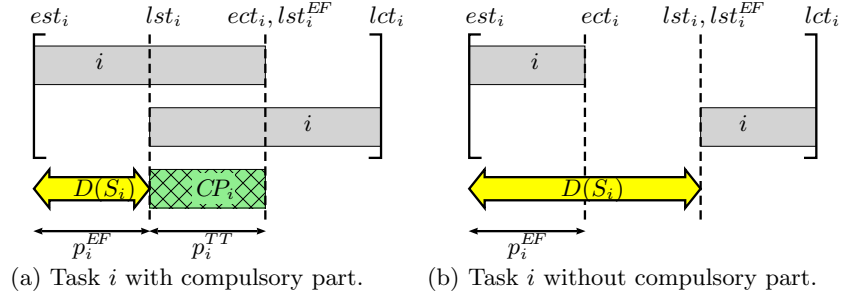 est_i lst_i ect_i, lst_i^{EF} lct_i
i
i
D(S_i) CP_i
p_i^{EF} p_i^{TT}
(a) Task i with compulsory part.
est_i ect_i lst_i, lst_i^{EF} lct_i
i
i
D(S_i)
p_i^{EF}
(b) Task i without compulsory part.